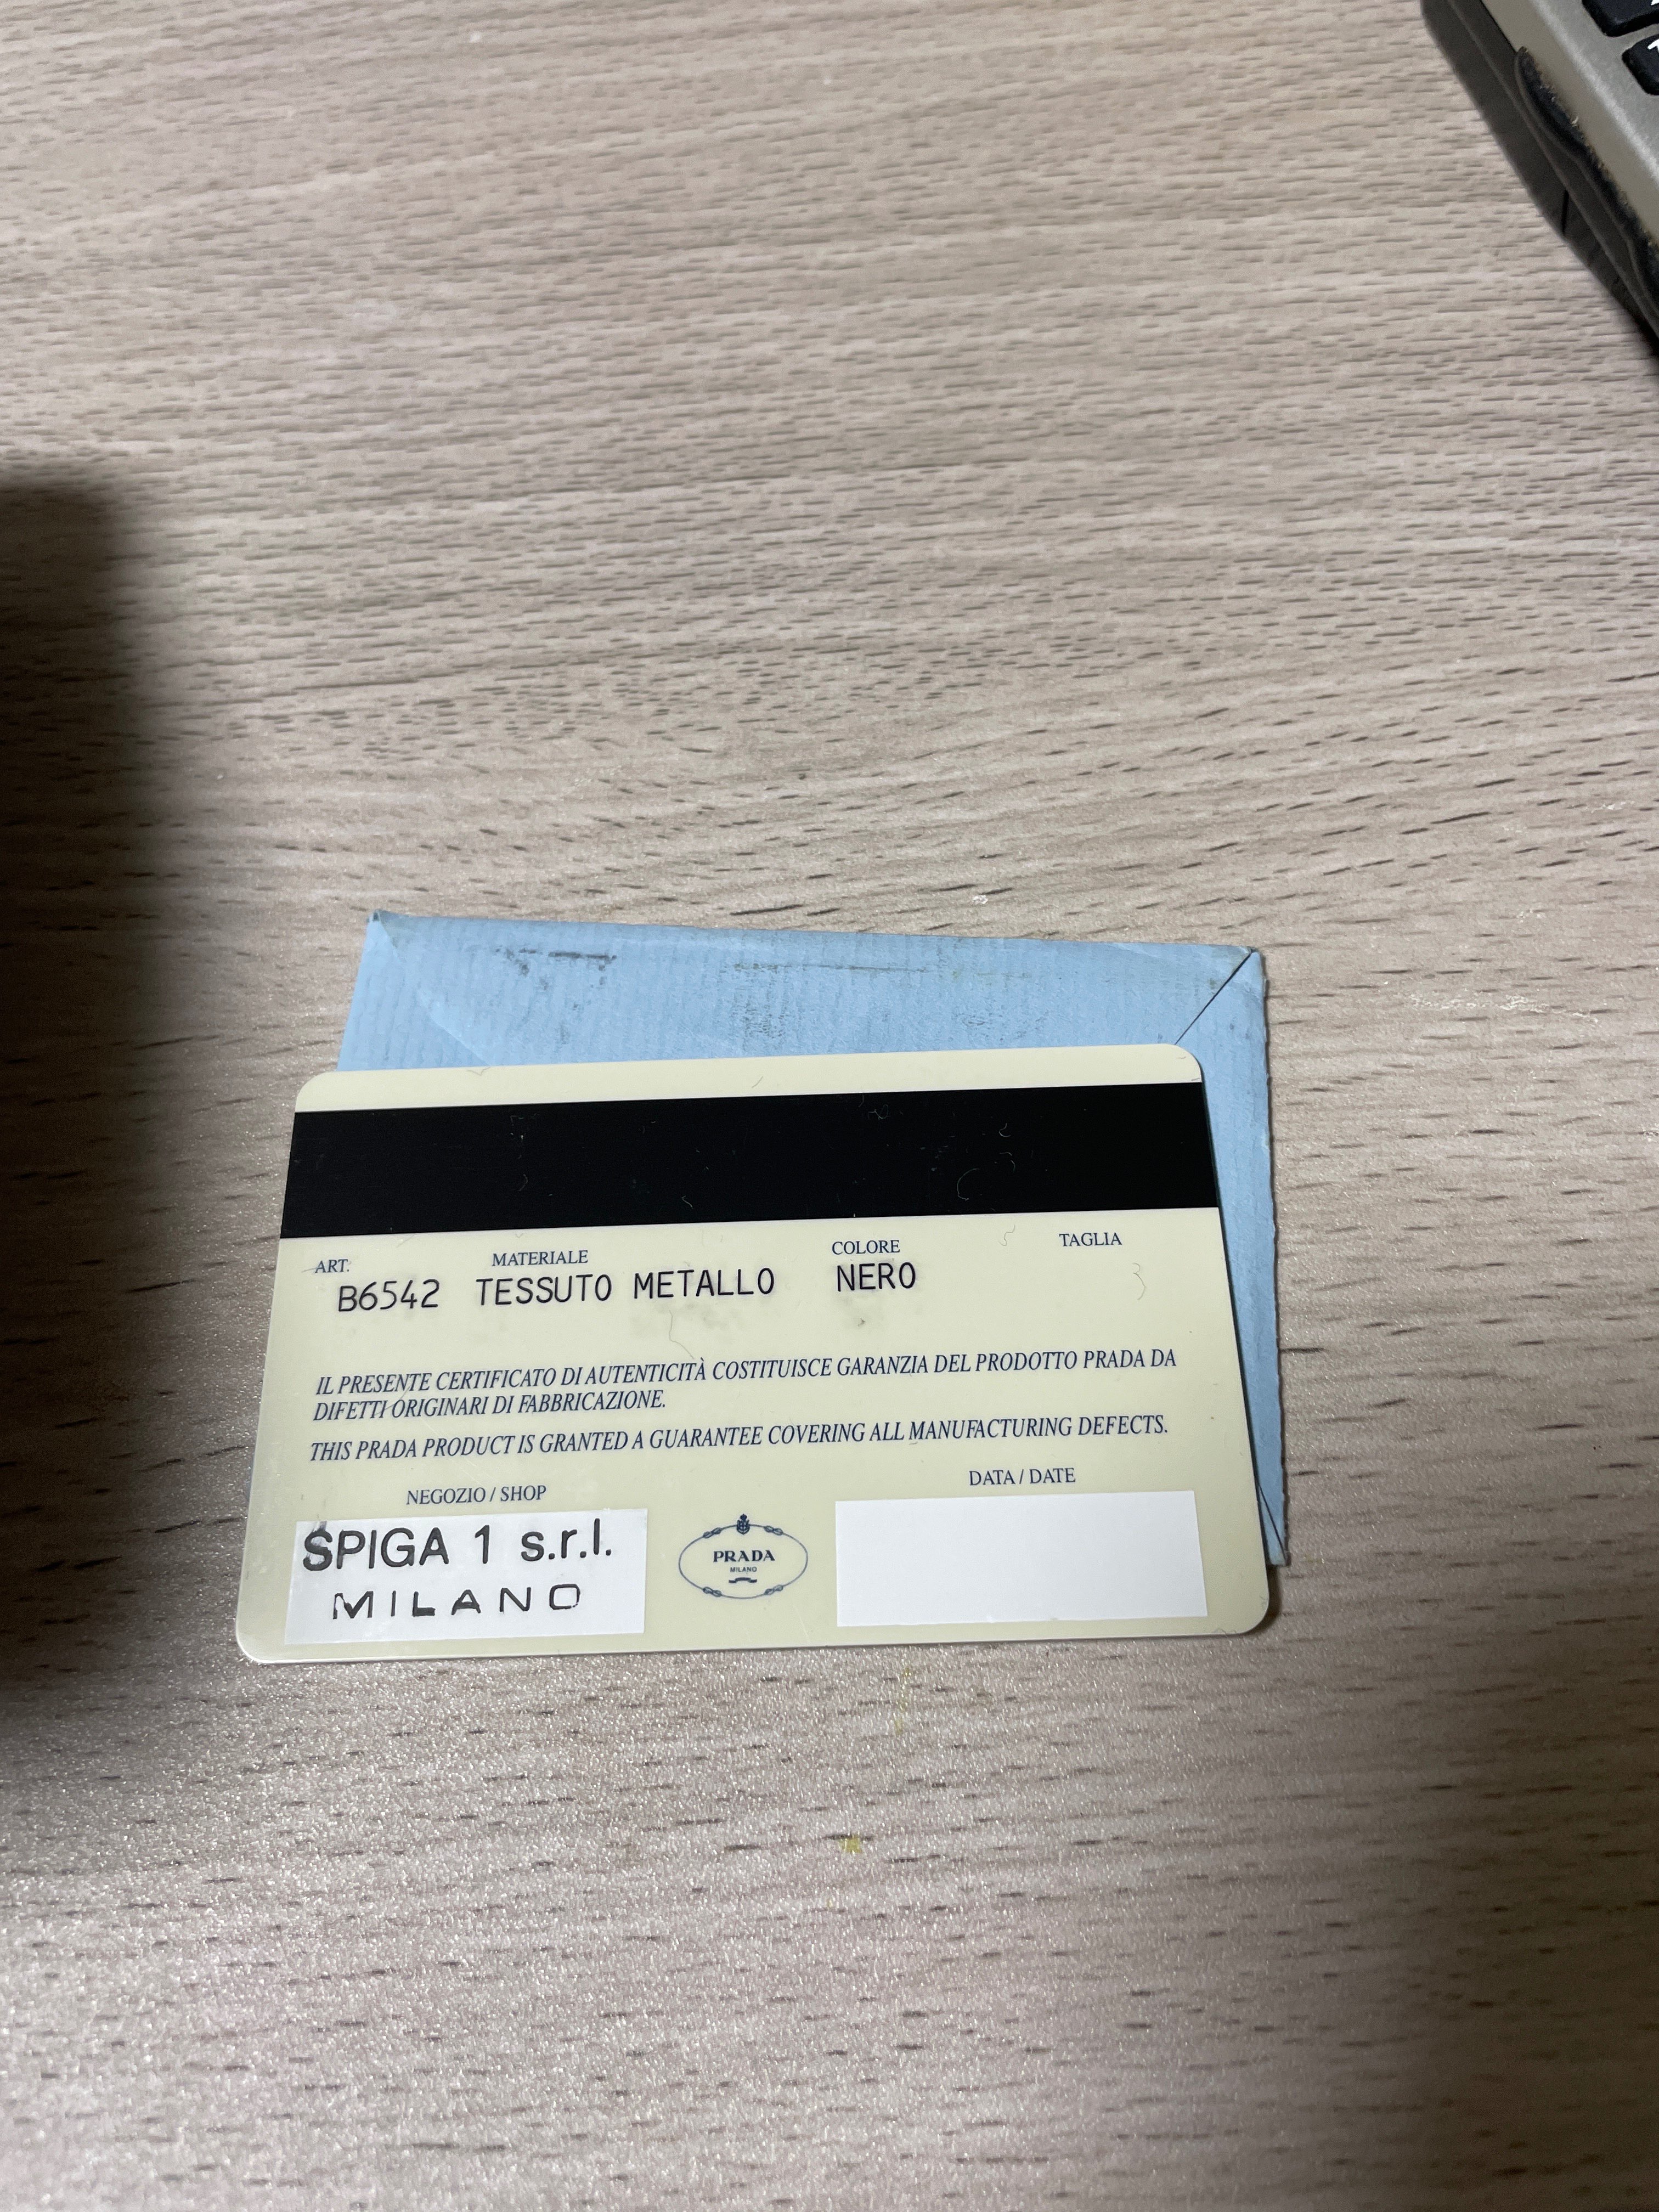 ART. MATERIALE COLORE TAGLIA
B6542 TESSUTO METALLO NERO
IL PRESENTE CERTIFICATO DI AUTENTICITÀ COSTITUISCE GARANZIA DEL PRODOTTO PRADA DA
DIFETTI ORIGINARI DI FABBRICAZIONE.
THIS PRADA PRODUCT IS GRANTED A GUARANTEE COVERING ALL MANUFACTURING DEFECTS.
NEGOZIO / SHOP DATA / DATE
SPIGA 1 s.r.l.
MILANO
PRADA
MILANO